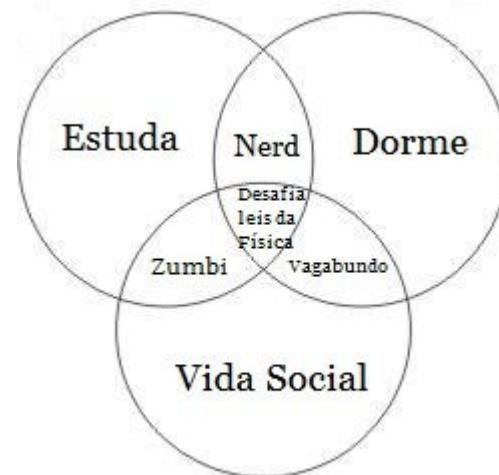 Estuda
Nerd
Dorme
Desafia
leis da
Física
Zumbi
Vagabundo
Vida Social